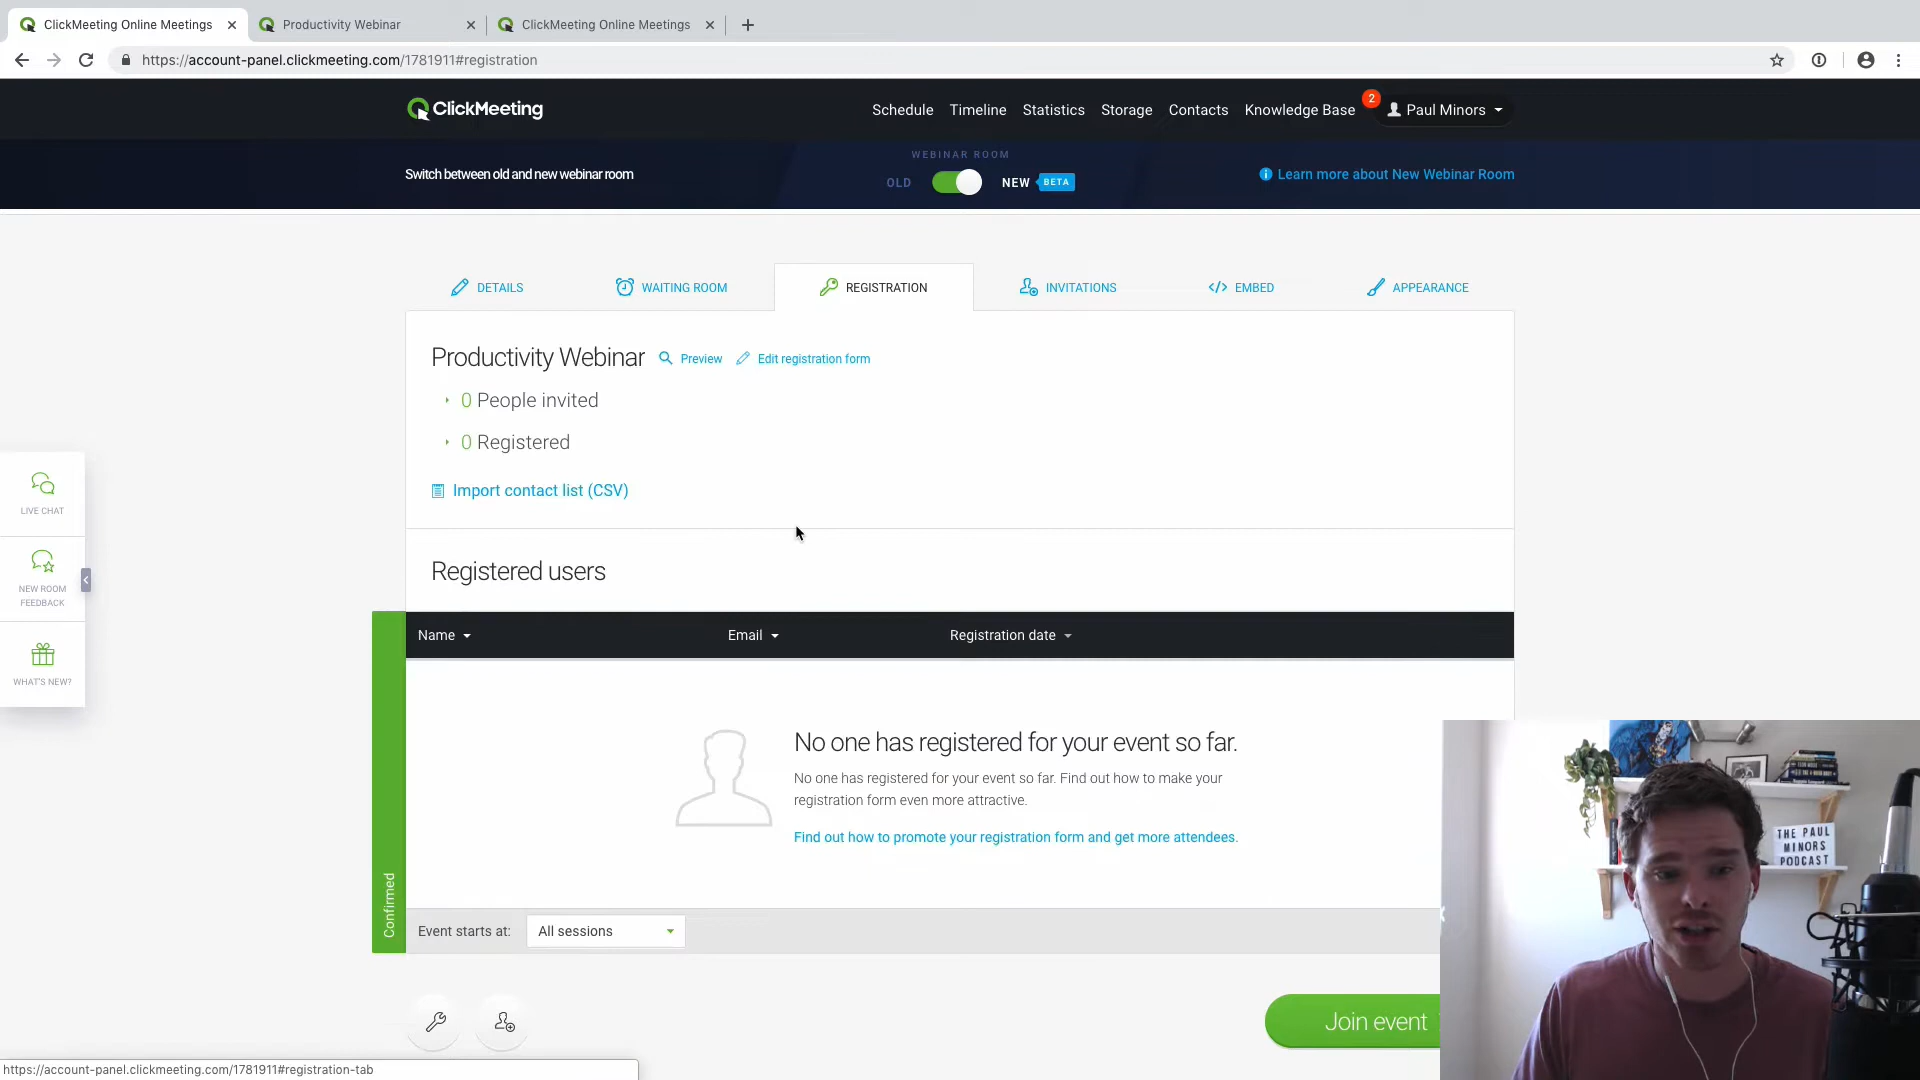 ClickMeeting Online Meetings
Productivity Webinar
ClickMeeting Online Meetings
https://account-panel.clickmeeting.com/1781911#registration
ClickMeeting
Schedule
Timeline
Statistics
Storage
Contacts
Knowledge Base
2
Paul Minors
Switch between old and new webinar room
WEBINAR ROOM
OLD
NEW
BETA
Learn more about New Webinar Room
DETAILS
WAITING ROOM
REGISTRATION
INVITATIONS
EMBED
APPEARANCE
Productivity Webinar
Preview
Edit registration form
0 People invited
0 Registered
Import contact list (CSV)
LIVE CHAT
NEW ROOM
FEEDBACK
WHAT'S NEW?
Registered users
Name
Email
Registration date
No one has registered for your event so far.
No one has registered for your event so far. Find out how to make your
registration form even more attractive.
Find out how to promote your registration form and get more attendees.
Confirmed
Event starts at:
All sessions
Join event
THE PAUL
MINORS
PODCAST
https://account-panel.clickmeeting.com/1781911#registration-tab